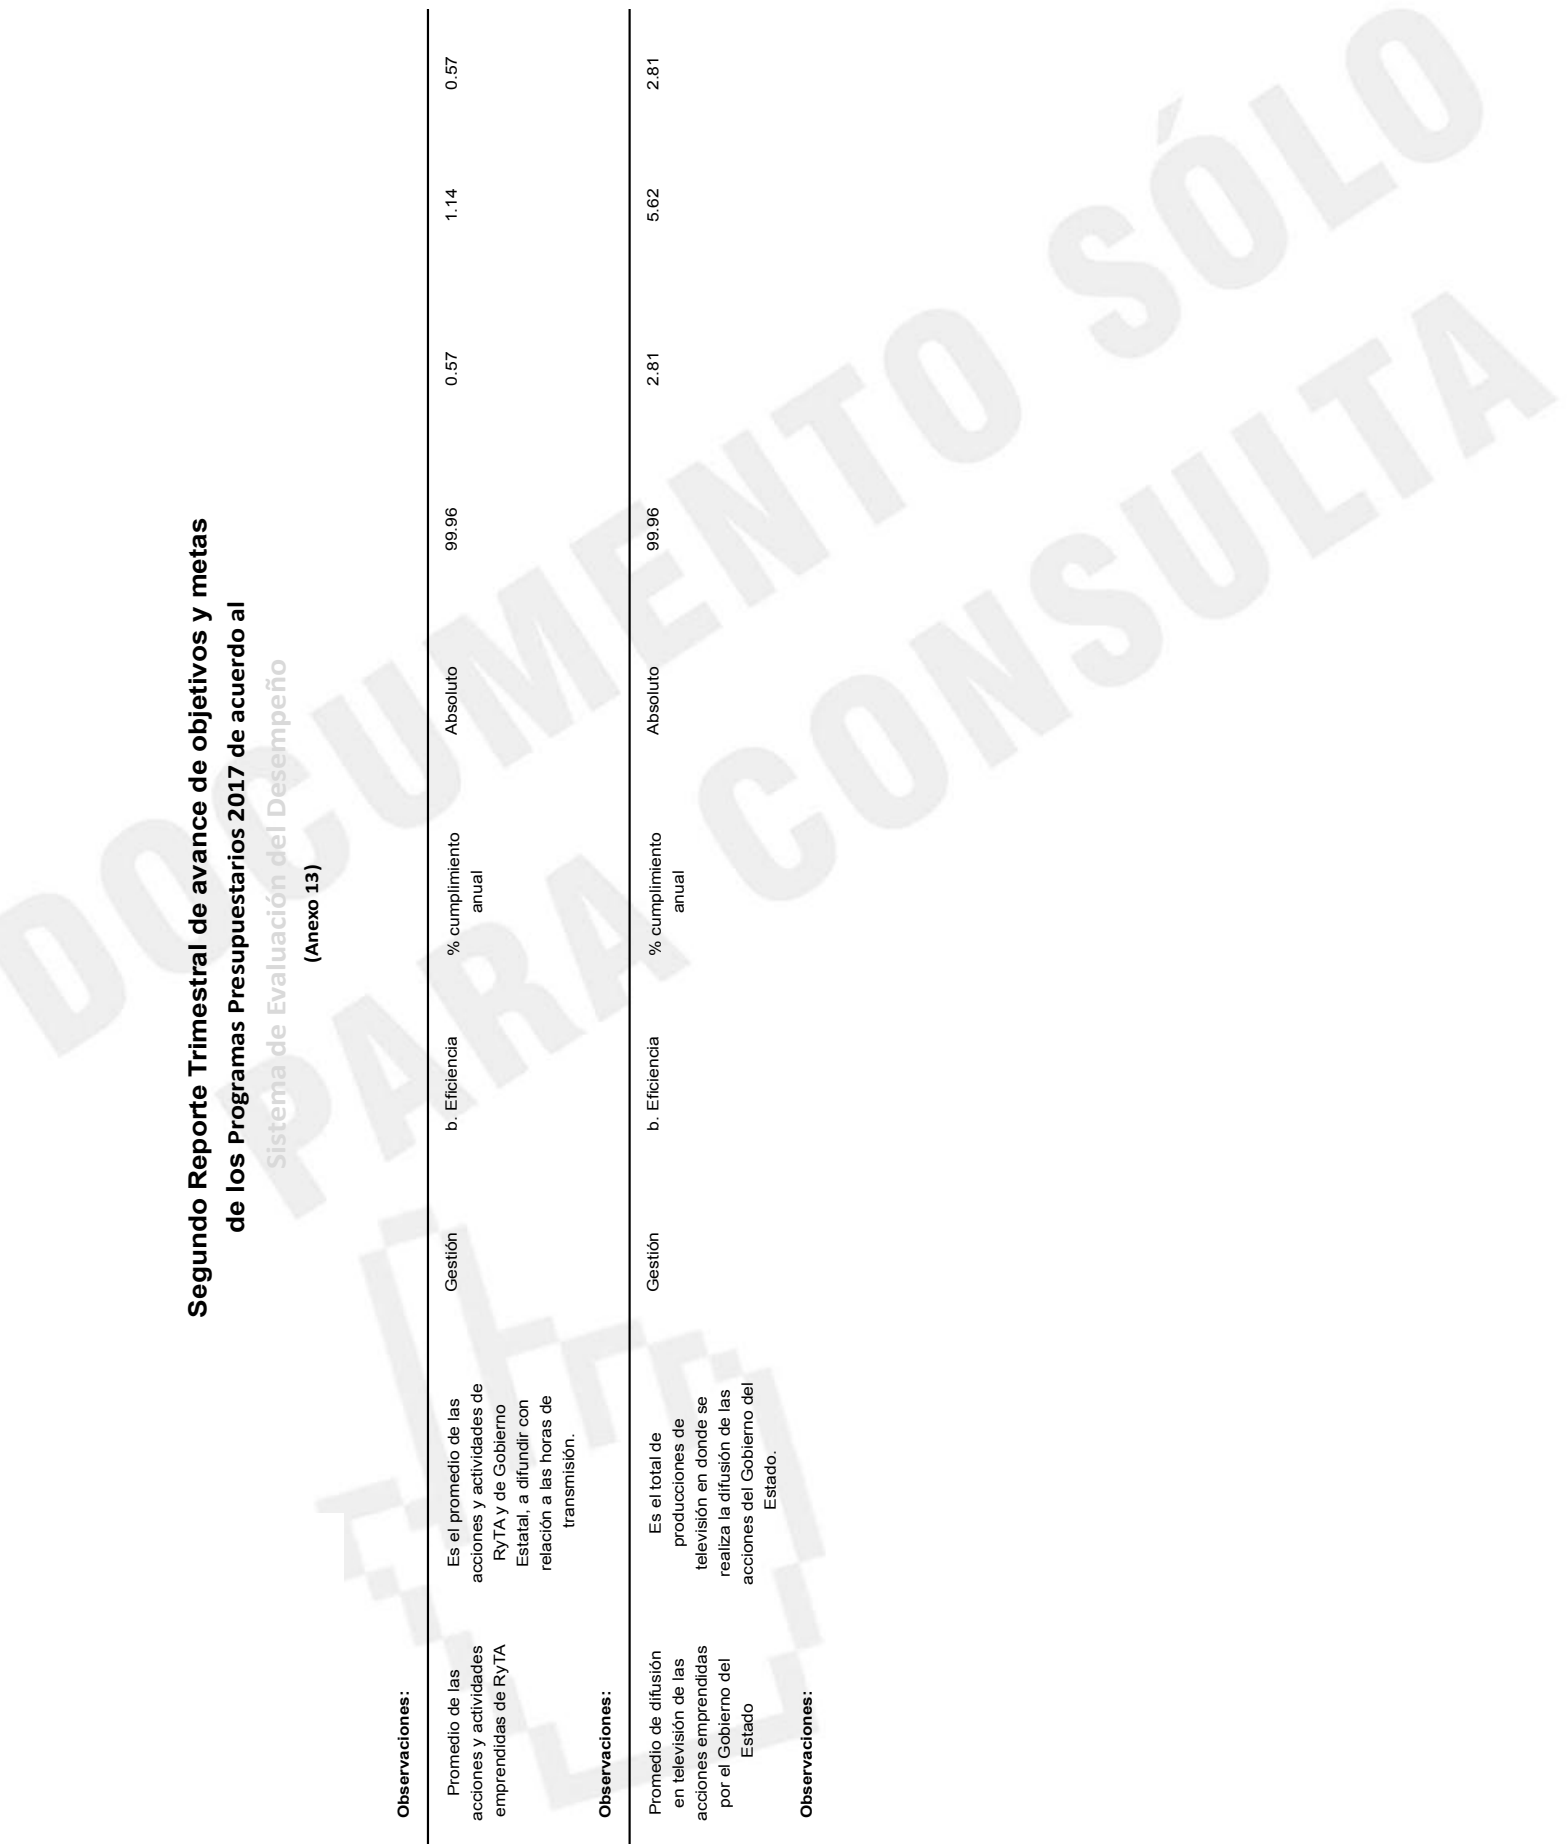 Segundo Reporte Trimestral de avance de objetivos y metas
de los Programas Presupuestarios 2017 de acuerdo al
Sistema de Evaluación del Desempeño
(Anexo 13)
Observaciones:
Promedio de las
acciones y actividades
emprendidas de RyTA
Es el promedio de las
acciones y actividades de
RyTA y de Gobierno
Estatal, a difundir con
relación a las horas de
transmisión.
Gestión
b. Eficiencia
% cumplimiento
anual
Absoluto
99.96
0.57
1.14
0.57
Observaciones:
Promedio de difusión
en televisión de las
acciones emprendidas
por el Gobierno del
Estado
Es el total de
producciones de
televisión en donde se
realiza la difusión de las
acciones del Gobierno del
Estado.
Gestión
b. Eficiencia
% cumplimiento
anual
Absoluto
99.96
2.81
5.62
2.81
Observaciones:
DOCUMENTO SÓLO
PARA CONSULTA